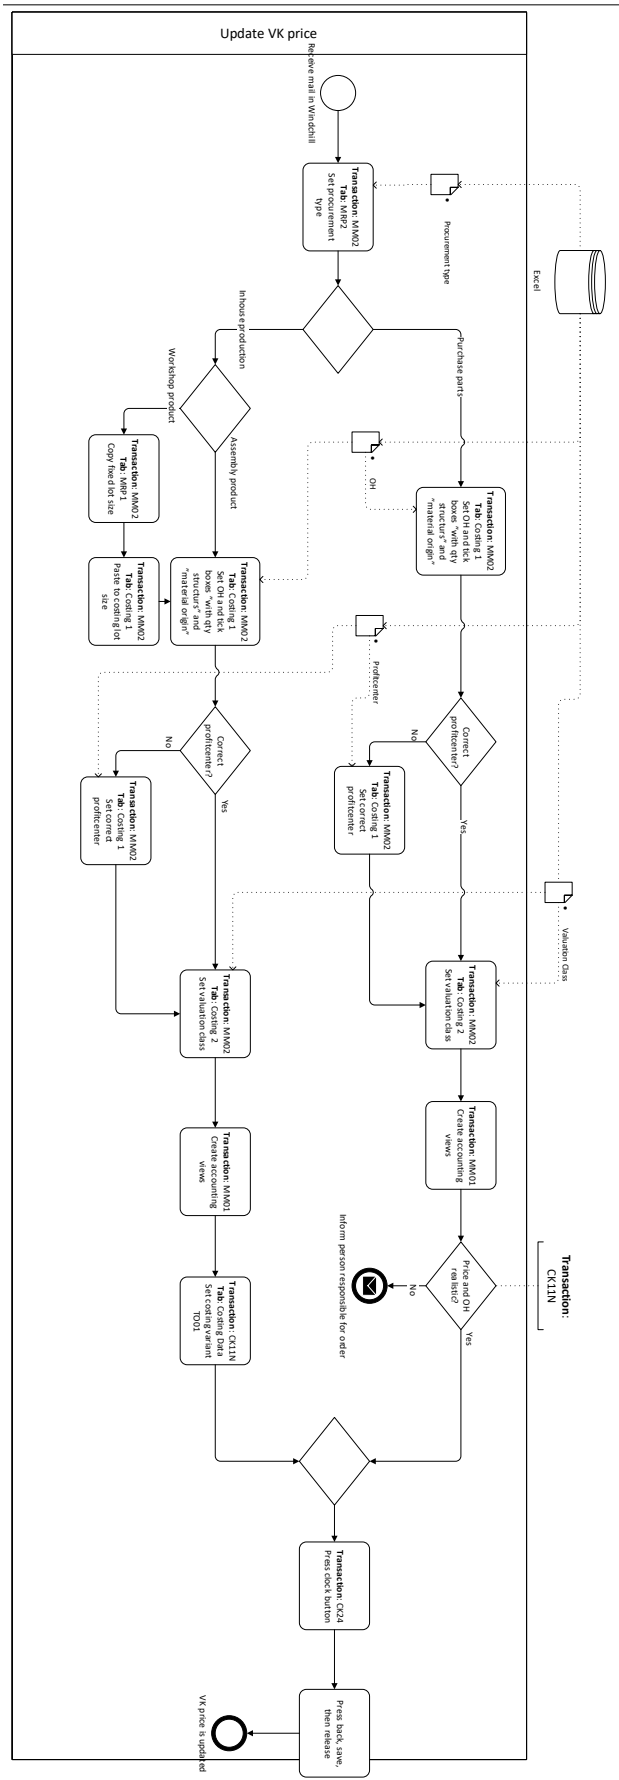 Update VK price
Receive mail in Windchill
Transaction: MM02
Tab: MRP2
Set procurement
type
Procurement type
Excel
Inhouse production
Purchase parts
Workshop product
Assembly product
Transaction: MM02
Tab: MRP1
Copy fixed lot size
Transaction: MM02
Tab: Costing 1
Paste to costing lot
size
Transaction: MM02
Tab: Costing 1
Set OH and tick
boxes "with qty
structurs" and
"material origin"
OH
Transaction: MM02
Tab: Costing 1
Set OH and tick
boxes "with qty
structurs" and
"material origin"
Profitcenter
Correct
profitcenter?
No
Yes
Transaction: MM02
Tab: Costing 1
Set correct
profitcenter
Correct
profitcenter?
No
Yes
Transaction: MM02
Tab: Costing 1
Set correct
profitcenter
Valuation Class
Transaction: MM02
Tab: Costing 2
Set valuation class
Transaction: MM02
Tab: Costing 2
Set valuation class
Transaction: MM01
Create accounting
views
Transaction: MM01
Create accounting
views
Transaction:
CK11N
Price and OH
realistic?
No
Yes
Inform person responsible for order
Transaction: CK11N
Tab: Costing Data
Set costing variant
TO01
Transaction: CK24
Press clock button
Press back, save,
then release
VK price is updated